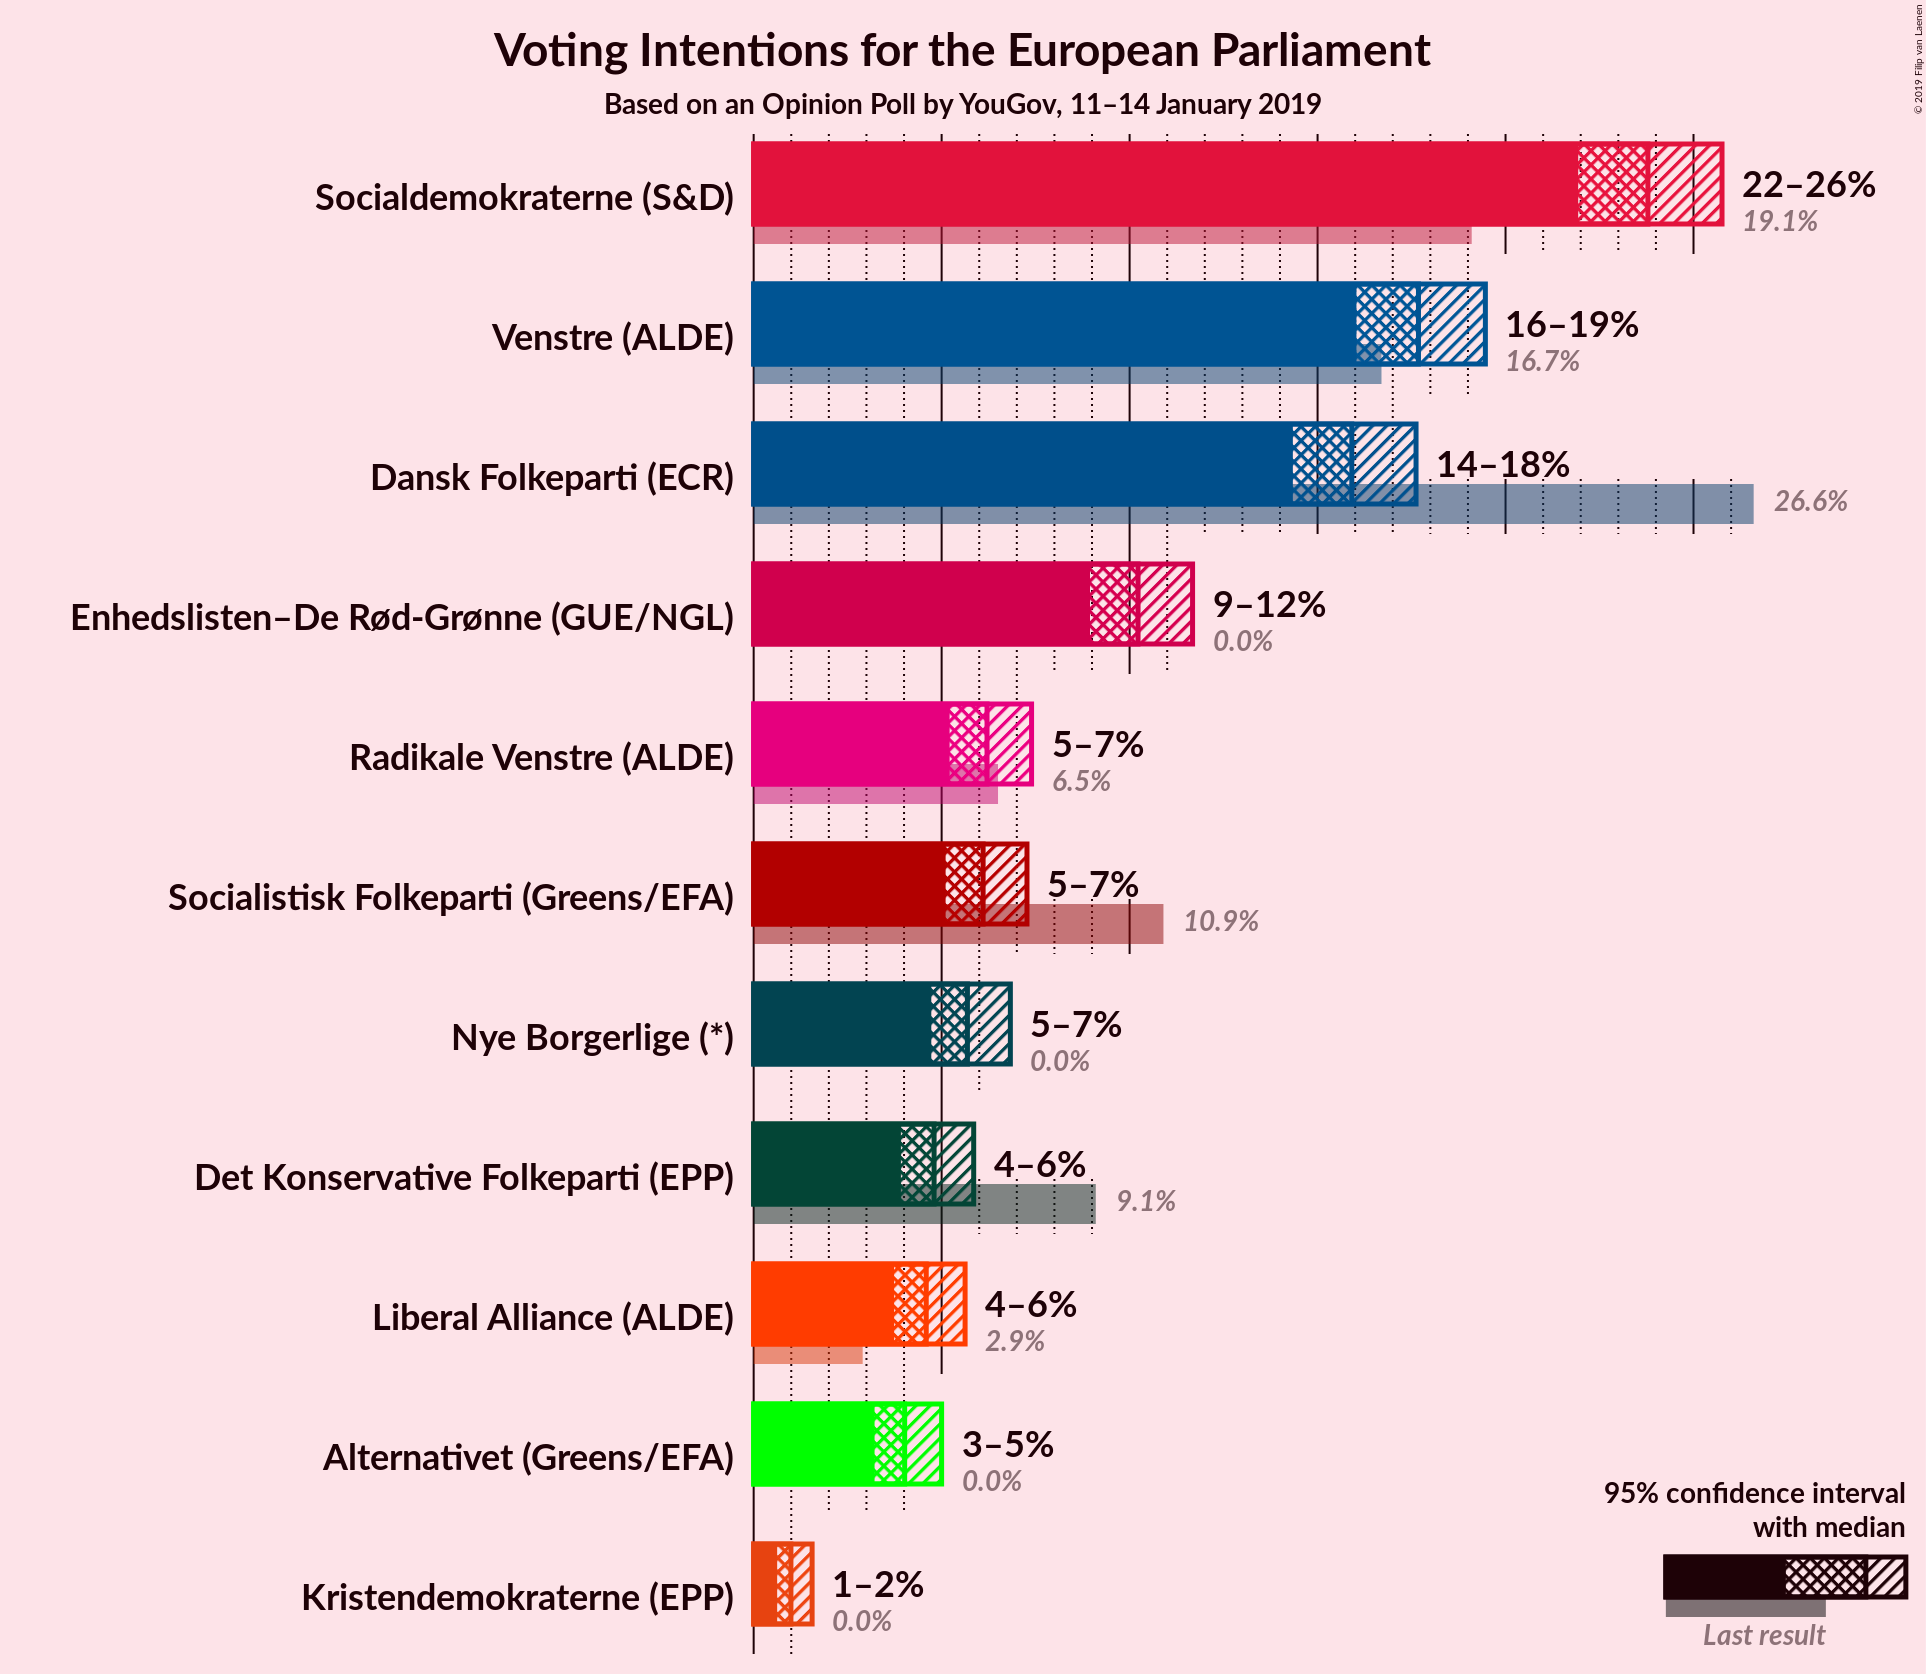 Voting Intentions for the European Parliament
Based on an Opinion Poll by YouGov, 11–14 January 2019
© 2019 Filip van Laenen
Socialdemokraterne (S&D)
22–26%
19.1%
Venstre (ALDE)
16–19%
16.7%
Dansk Folkeparti (ECR)
14–18%
26.6%
Enhedslisten–De Rød-Grønne (GUE/NGL)
9–12%
0.0%
Radikale Venstre (ALDE)
5–7%
6.5%
Socialistisk Folkeparti (Greens/EFA)
5–7%
10.9%
Nye Borgerlige (*)
5–7%
0.0%
Det Konservative Folkeparti (EPP)
4–6%
9.1%
Liberal Alliance (ALDE)
4–6%
2.9%
Alternativet (Greens/EFA)
3–5%
0.0%
Kristendemokraterne (EPP)
1–2%
0.0%
95% confidence interval
with median
Last result